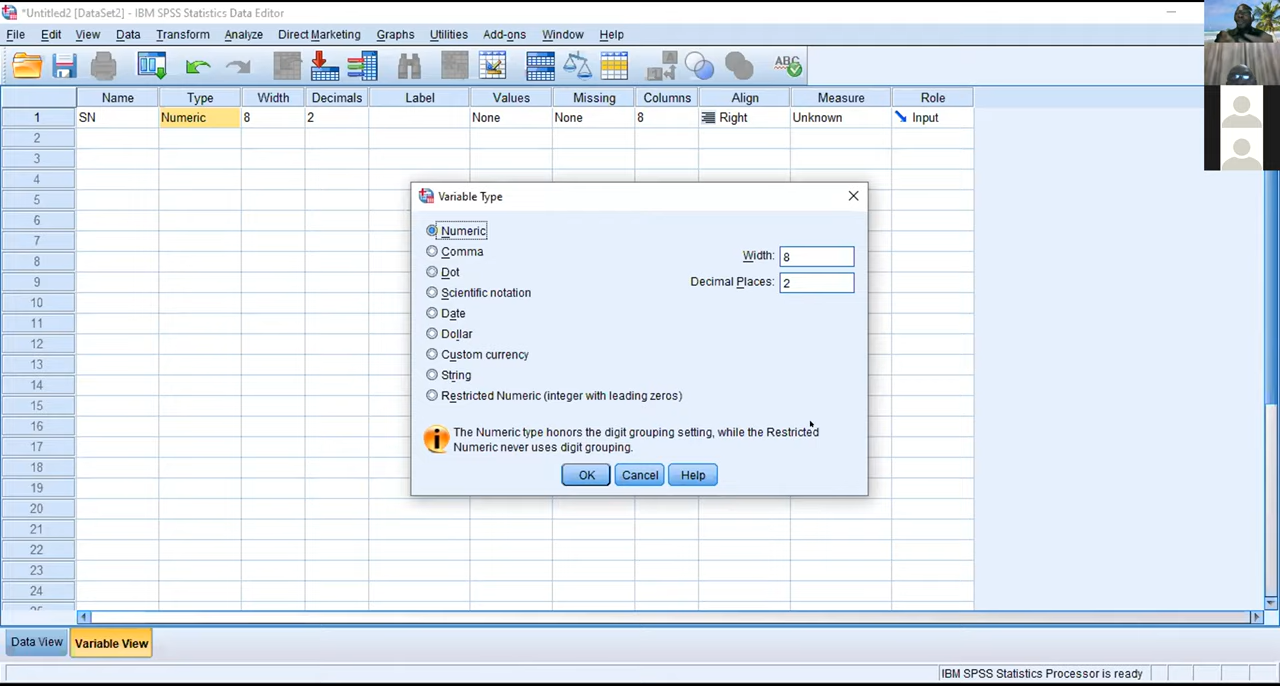 *Untitled2 [DataSet2] - IBM SPSS Statistics Data Editor
File Edit View Data Transform Analyze Direct Marketing Graphs Utilities Add-ons Window Help
ABC
Name Type Width Decimals Label Values Missing Columns Align Measure Role
1 SN Numeric 8 2 None None 8 Right Unknown Input
2
3
4
5
6
7
8
9
10
11
12
13
14
15
16
17
18
19
20
21
22
23
24
Variable Type
Numeric
Comma
Dot
Scientific notation
Date
Dollar
Custom currency
String
Restricted Numeric (integer with leading zeros)
Width: 8
Decimal Places: 2
The Numeric type honors the digit grouping setting, while the Restricted
Numeric never uses digit grouping.
OK Cancel Help
Data View Variable View
IBM SPSS Statistics Processor is ready